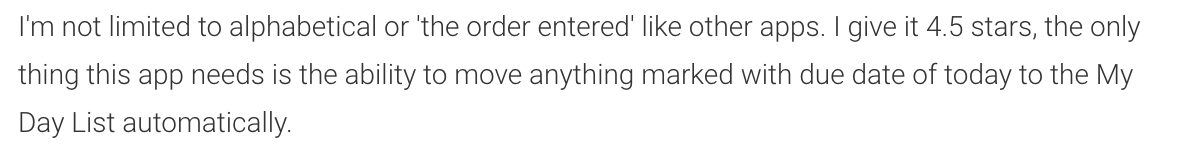 I'm not limited to alphabetical or 'the order entered' like other apps. I give it 4.5 stars, the only
thing this app needs is the ability to move anything marked with due date of today to the My
Day List automatically.